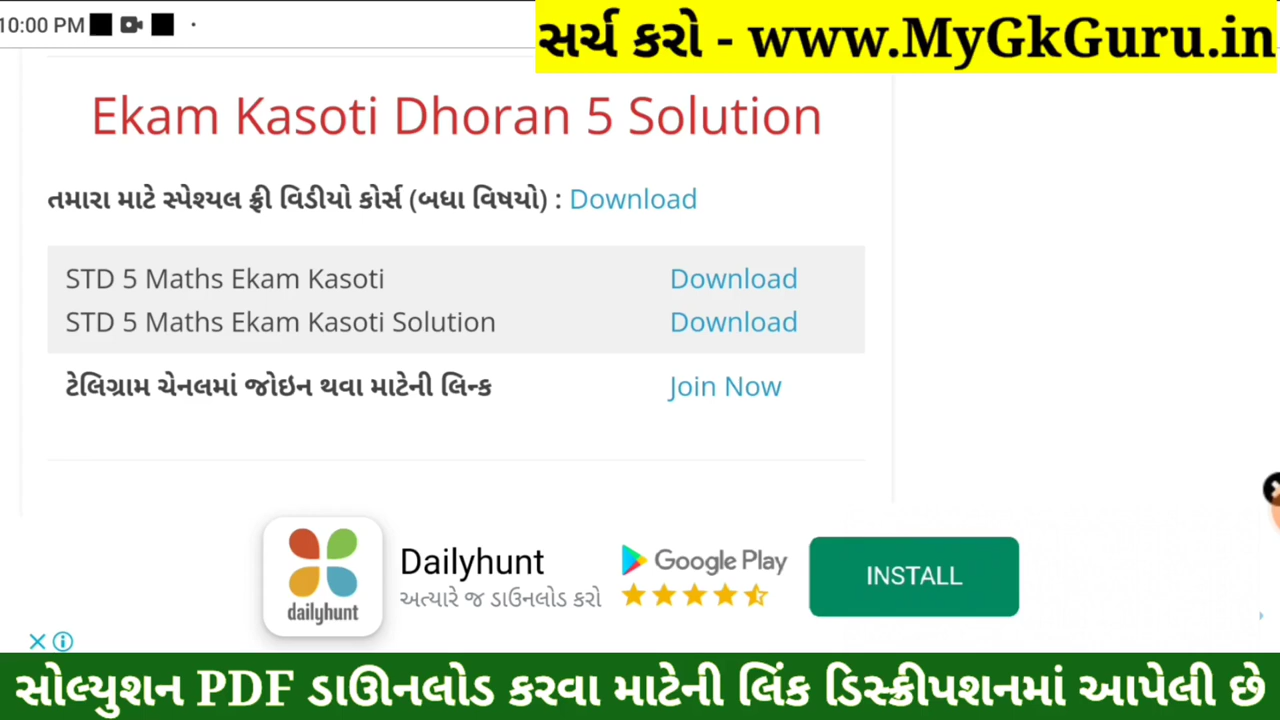 10:00 PM
સર્ચ કરો - www.MyGkGuru.in
Ekam Kasoti Dhoran 5 Solution
તમારા માટે સ્પેશ્યલ ફ્રી વિડીયો કોર્સ (બધા વિષયો) : Download
STD 5 Maths Ekam Kasoti Download
STD 5 Maths Ekam Kasoti Solution Download
ટેલિગ્રામ ચેનલમાં જોઇન થવા માટેની લિન્ક Join Now
dailyhunt
Dailyhunt
અત્યારે જ ડાઉનલોડ કરો
Google Play
INSTALL
સોલ્યુશન PDF ડાઊનલોડ કરવા માટેની લિંક ડિસ્ક્રીપશનમાં આપેલી છે